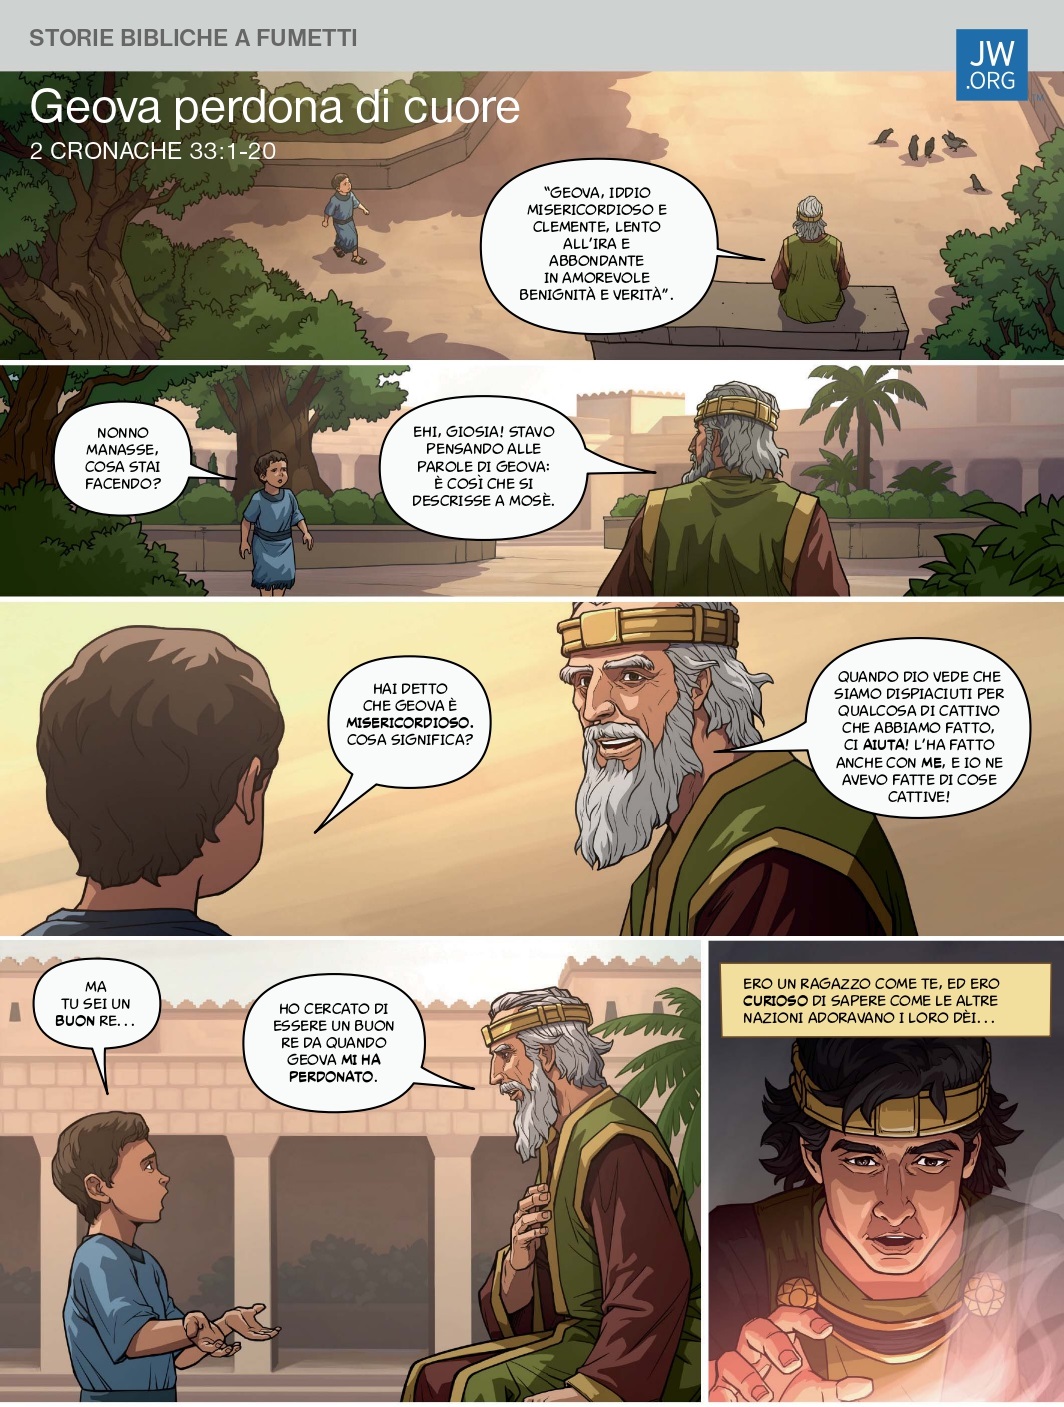 STORIE BIBLICHE A FUMETTI
JW
.ORG
Geova perdona di cuore
2 CRONACHE 33:1-20
“GEOVA, IDDIO
MISERICORDIOSO E
CLEMENTE, LENTO
ALL’IRA E
ABBONDANTE
IN AMOREVOLE
BENIGNITÀ E VERITÀ”.
NONNO
MANASSE,
COSA STAI
FACENDO?
EHI, GIOSIA! STAVO
PENSANDO ALLE
PAROLE DI GEOVA:
È COSÌ CHE SI
DESCRISSE A MOSÈ.
HAI DETTO
CHE GEOVA È
MISERICORDIOSO.
COSA SIGNIFICA?
QUANDO DIO VEDE CHE
SIAMO DISPIACIUTI PER
QUALCOSA DI CATTIVO
CHE ABBIAMO FATTO,
CI AIUTA! L’HA FATTO
ANCHE CON ME, E IO NE
AVEVO FATTE DI COSE
CATTIVE!
MA
TU SEI UN
BUON RE...
HO CERCATO DI
ESSERE UN BUON
RE DA QUANDO
GEOVA MI HA
PERDONATO.
ERO UN RAGAZZO COME TE, ED ERO
CURIOSO DI SAPERE COME LE ALTRE
NAZIONI ADORAVANO I LORO DÈI...